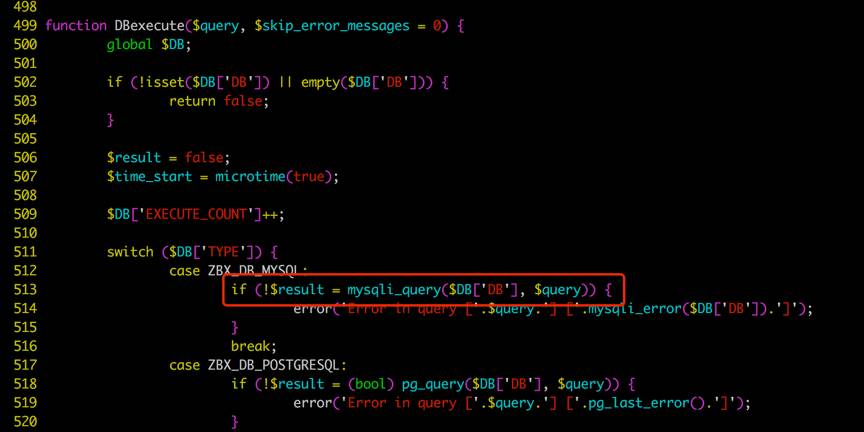 498
499 function DBexecute($query, $skip_error_messages = 0) {
500         global $DB;
501
502         if (!isset($DB['DB']) || empty($DB['DB'])) {
503                 return false;
504         }
505
506         $result = false;
507         $time_start = microtime(true);
508
509         $DB['EXECUTE_COUNT']++;
510
511         switch ($DB['TYPE']) {
512                 case ZBX_DB_MYSQL:
513                         if (!$result = mysqli_query($DB['DB'], $query)) {
514                                 error('Error in query ['.$query.'] ['.mysqli_error($DB['DB']).']');
515                         }
516                         break;
517                 case ZBX_DB_POSTGRESQL:
518                         if (!$result = (bool) pg_query($DB['DB'], $query)) {
519                                 error('Error in query ['.$query.'] ['.pg_last_error().']');
520                         }